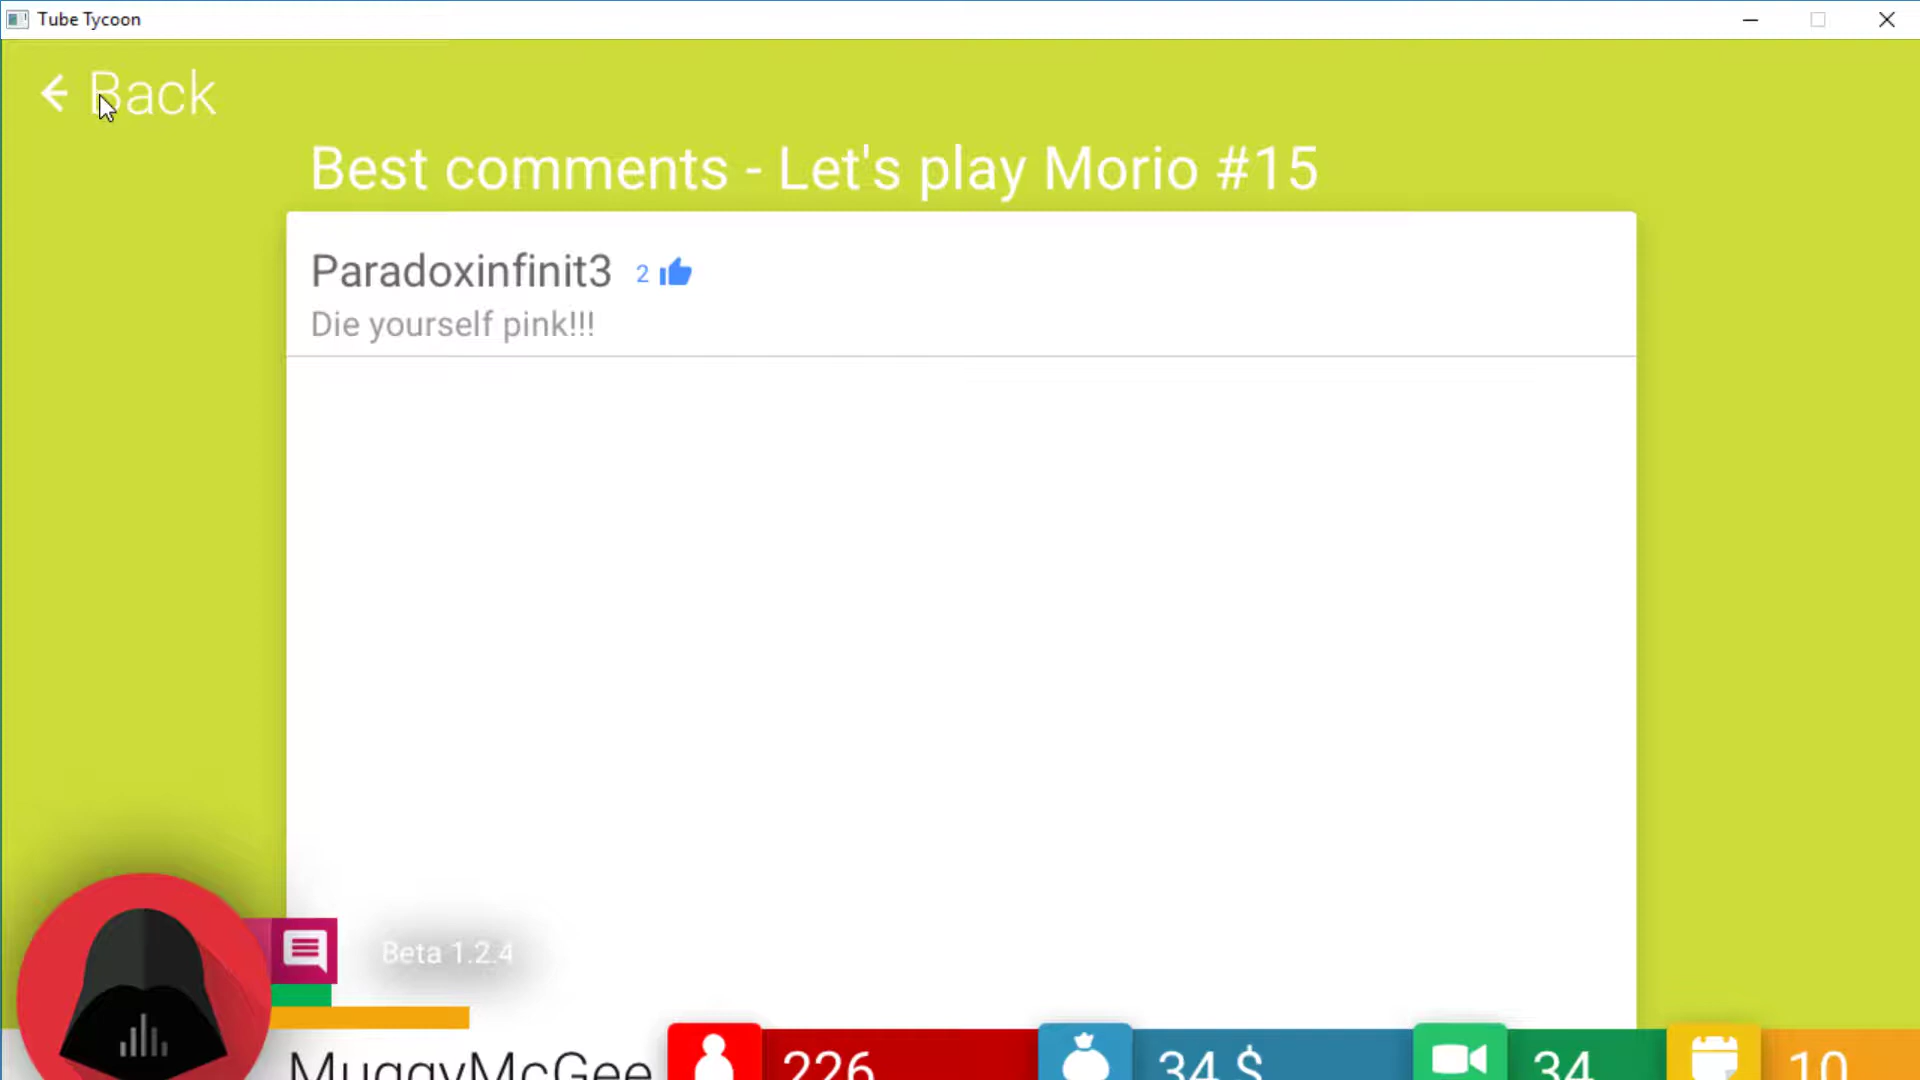 Tube Tycoon
Back
Best comments - Let's play Morio #15
Paradoxinfinit3 2
Die yourself pink!!!
Beta 1.2.4
MuggyMcGee 226 34 $ 34 10